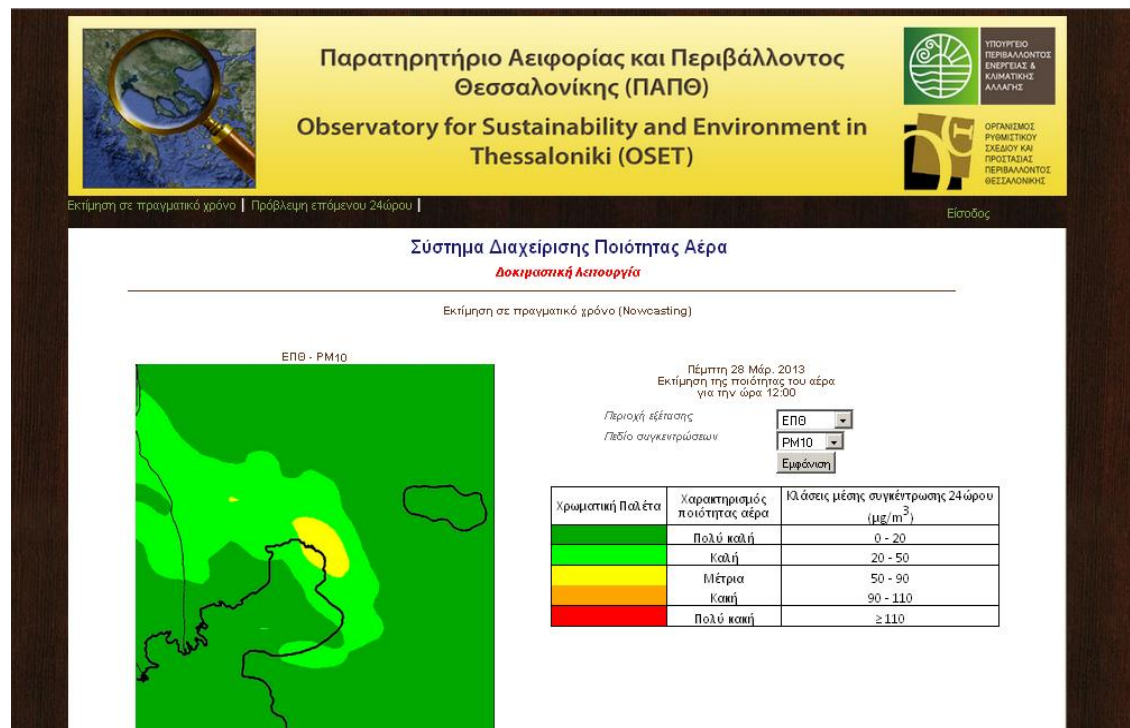 Παρατηρητήριο Αειφορίας και Περιβάλλοντος
Θεσσαλονίκης (ΠΑΠΘ)
Observatory for Sustainability and Environment in
Thessaloniki (OSET)
ΥΠΟΥΡΓΕΙΟ
ΠΕΡΙΒΑΛΛΟΝΤΟΣ
ΕΝΕΡΓΕΙΑΣ &
ΚΛΙΜΑΤΙΚΗΣ
ΑΛΛΑΓΗΣ
ΟΡΓΑΝΙΣΜΟΣ
ΡΥΘΜΙΣΤΙΚΟΥ
ΣΧΕΔΙΟΥ ΚΑΙ
ΠΡΟΣΤΑΣΙΑΣ
ΠΕΡΙΒΑΛΛΟΝΤΟΣ
ΘΕΣΣΑΛΟΝΙΚΗΣ
Εκτίμηση σε πραγματικό χρόνο | Πρόβλεψη επόμενου 24ώρου |
Είσοδος
Σύστημα Διαχείρισης Ποιότητας Αέρα
Δοκιμαστική Λειτουργία
Εκτίμηση σε πραγματικό χρόνο (Nowcasting)
ΕΠΘ - PM10
Πέμπτη 28 Μάρ. 2013
Εκτίμηση της ποιότητας του αέρα
για την ώρα 12:00
Περιοχή εξέτασης ΕΠΘ
Πεδίο συγκεντρώσεων PM10
Εμφάνιση
Χρωματική Παλέτα Χαρακτηρισμός ποιότητας αέρα Κλάσεις μέσης συγκέντρωσης 24ώρου (μg/m³)
Πολύ καλή 0 - 20
Καλή 20 - 50
Μέτρια 50 - 90
Κακή 90 - 110
Πολύ κακή ≥110